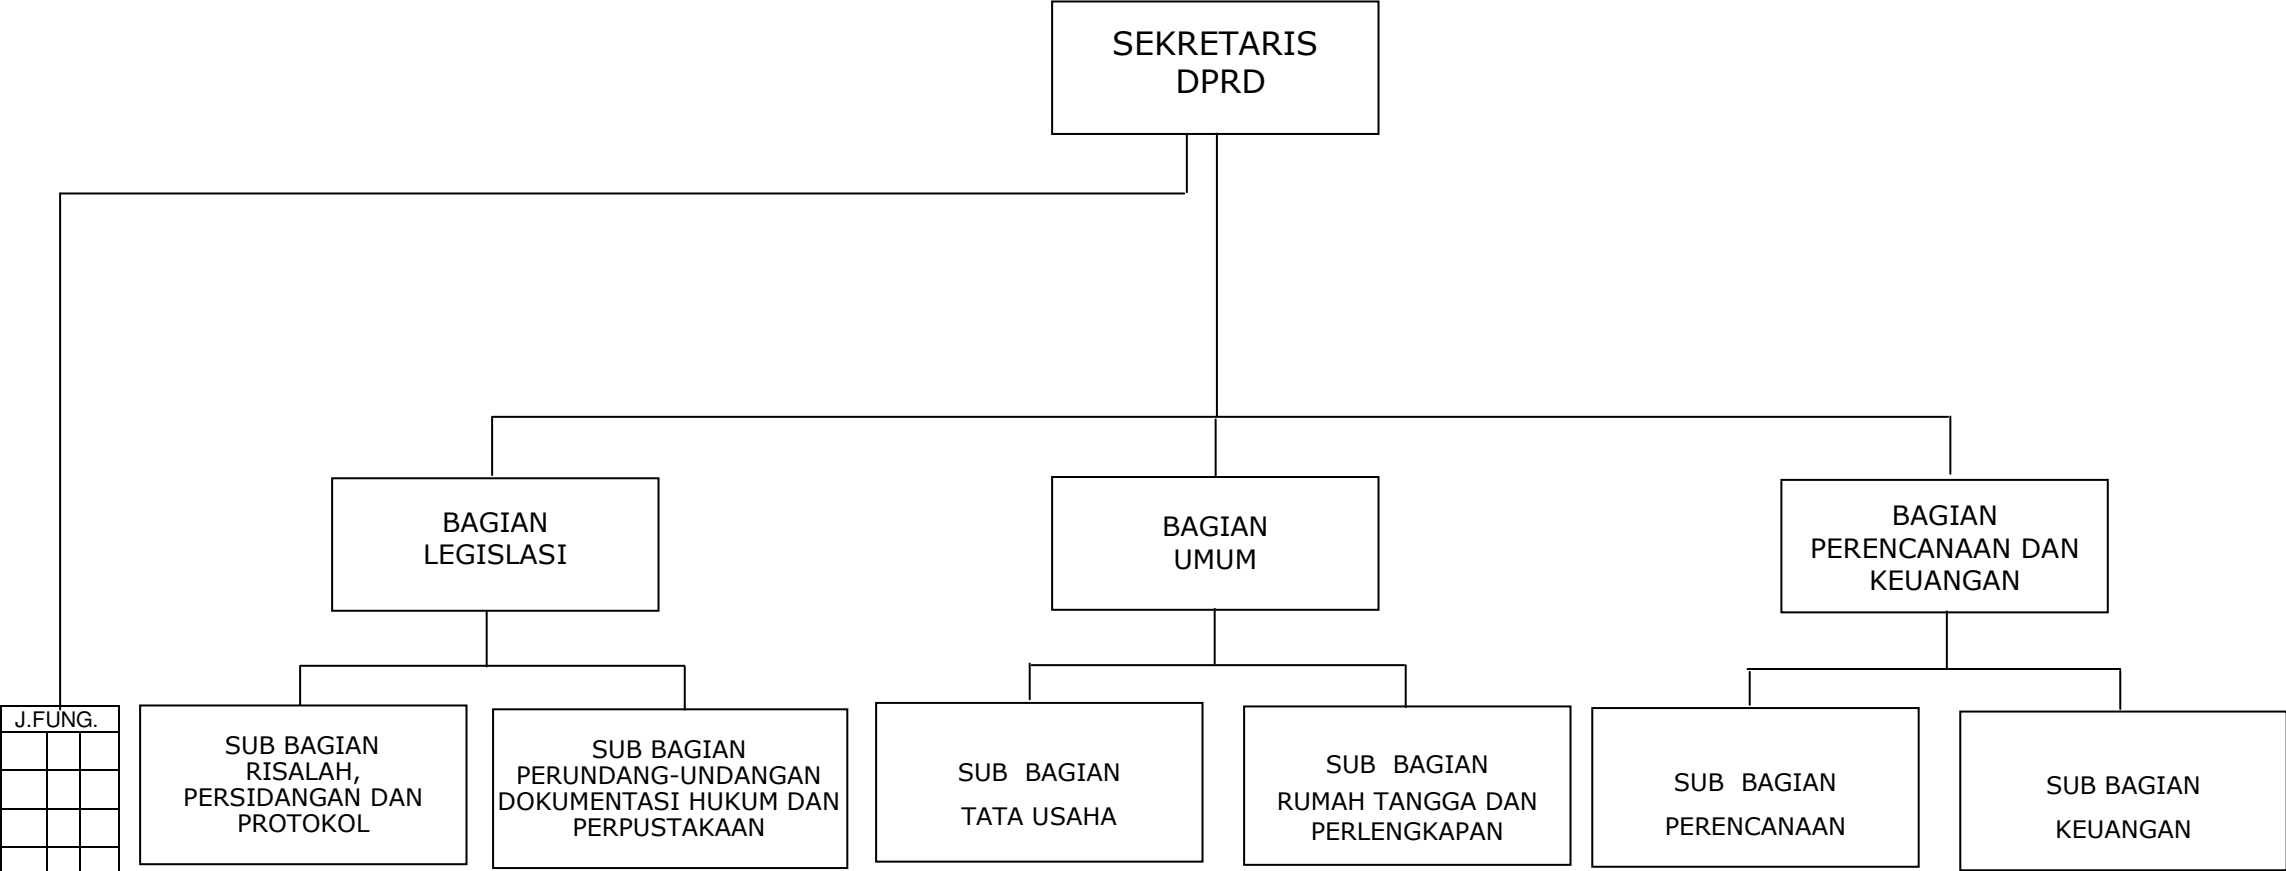 SEKRETARIS
DPRD
BAGIAN
LEGISLASI
BAGIAN
UMUM
BAGIAN
PERENCANAAN DAN
KEUANGAN
J.FUNG.
SUB BAGIAN
RISALAH,
PERSIDANGAN DAN
PROTOKOL
SUB BAGIAN
PERUNDANG-UNDANGAN
DOKUMENTASI HUKUM DAN
PERPUSTAKAAN
SUB BAGIAN
TATA USAHA
SUB BAGIAN
RUMAH TANGGA DAN
PERLENGKAPAN
SUB BAGIAN
PERENCANAAN
SUB BAGIAN
KEUANGAN